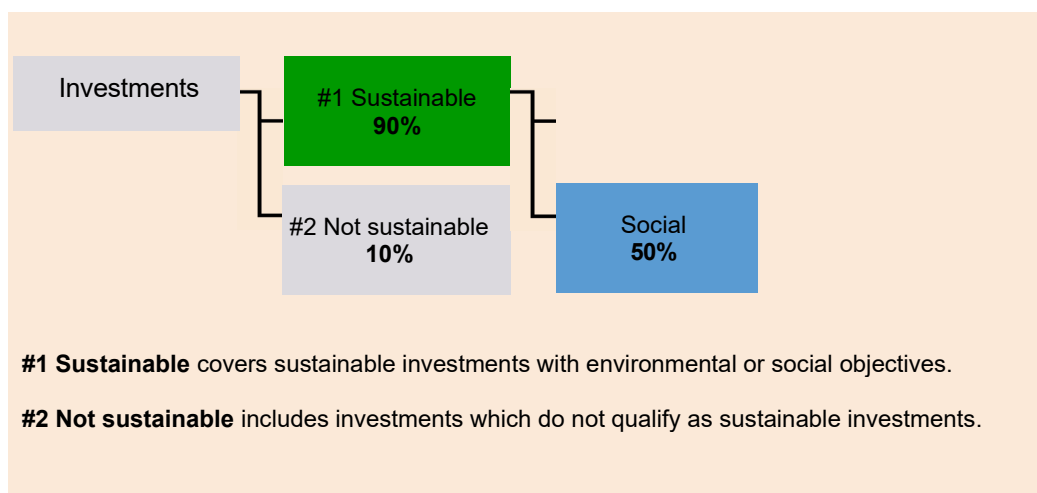 Investments
#1 Sustainable
90%
#2 Not sustainable
10%
Social
50%
#1 Sustainable covers sustainable investments with environmental or social objectives.
#2 Not sustainable includes investments which do not qualify as sustainable investments.